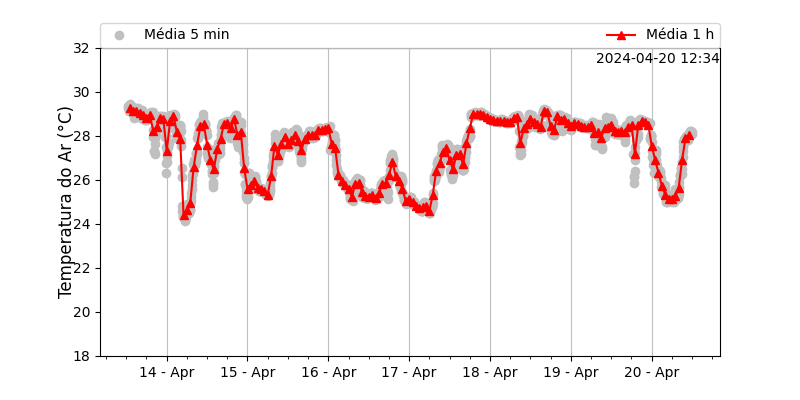 Média 5 min
Média 1 h
2024-04-20 12:34
Temperatura do Ar (°C)
32
30
28
26
24
22
20
18
14 - Apr
15 - Apr
16 - Apr
17 - Apr
18 - Apr
19 - Apr
20 - Apr